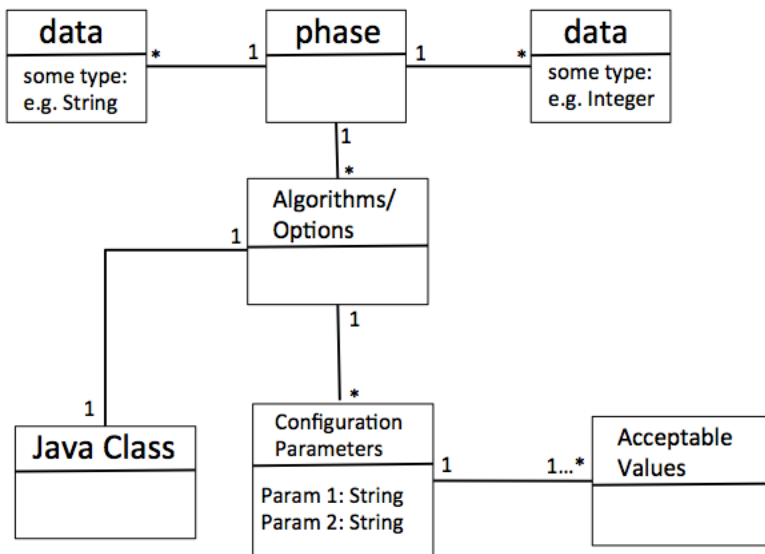 data
some type:
e.g. String
*
1
phase
1
*
data
some type:
e.g. Integer
1
*
Algorithms/
Options
1
1
1
*
Java Class
Configuration
Parameters
Param 1: String
Param 2: String
1
1...*
Acceptable
Values